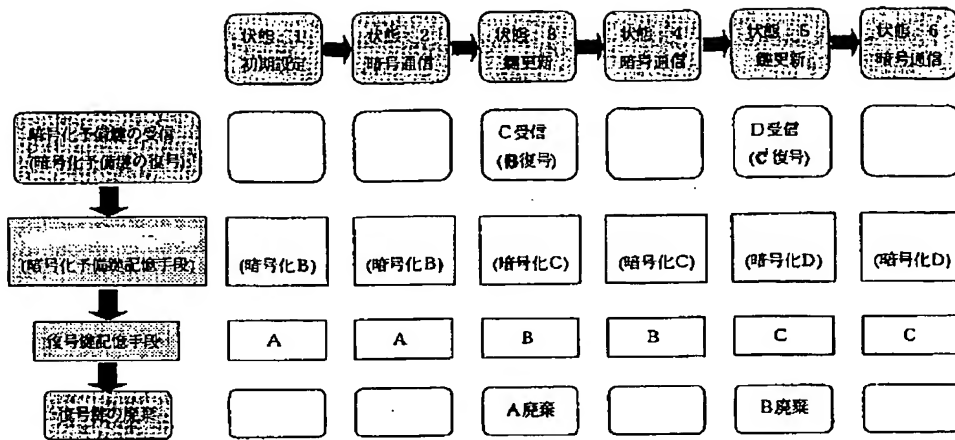 状態 1
初期設定
状態 2
暗号通信
状態 3
鍵更新
状態 4
暗号通信
状態 5
鍵更新
状態 6
暗号通信
暗号化予備鍵の受信
(暗号化予備鍵の復号)
C受信
(B復号)
D受信
(C復号)
(暗号化予備鍵記憶手段)
(暗号化B)
(暗号化B)
(暗号化C)
(暗号化C)
(暗号化D)
(暗号化D)
復号鍵記憶手段
A
A
B
B
C
C
復号鍵の廃棄
A廃棄
B廃棄